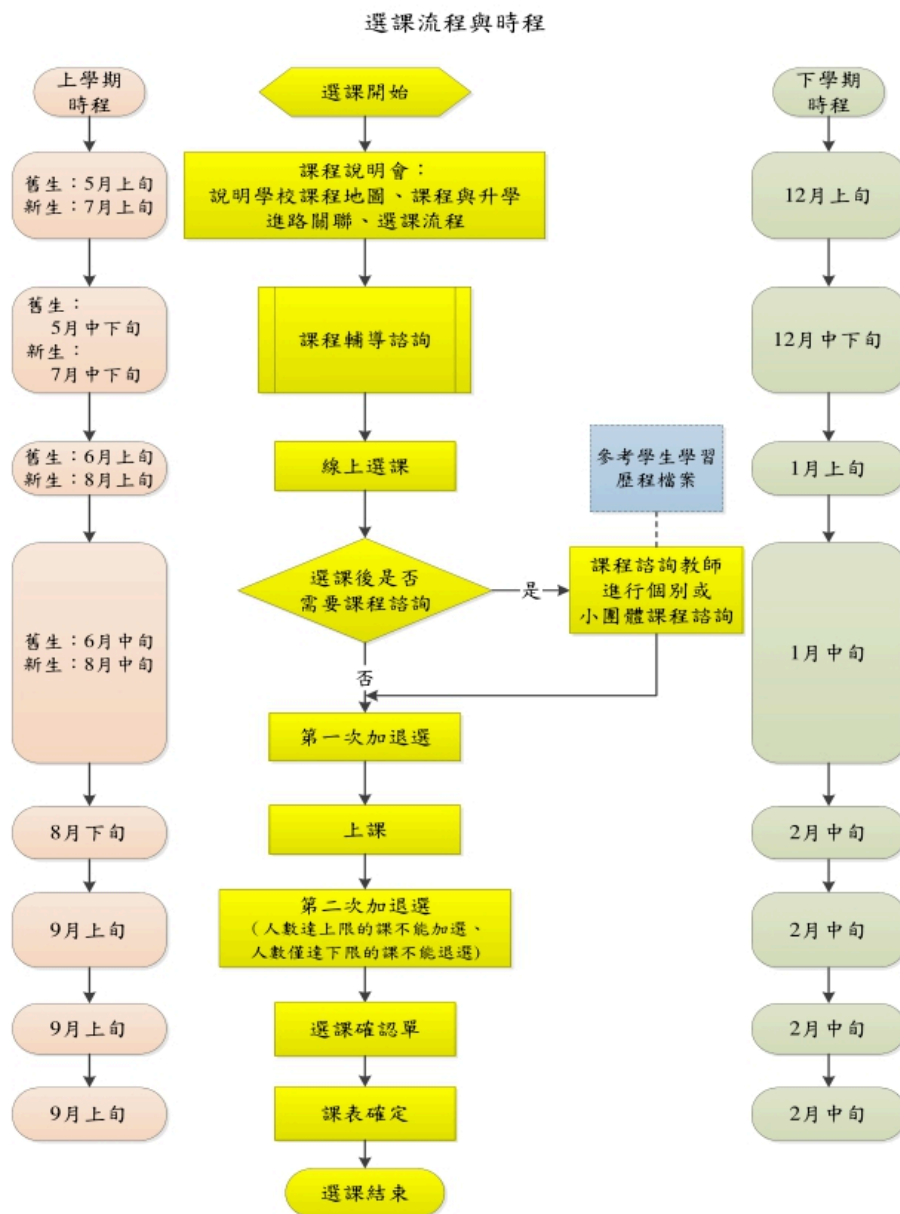 選課流程與時程
上學期
時程
選課開始
下學期
時程
舊生：5月上旬
新生：7月上旬
課程說明會：
說明學校課程地圖、課程與升學
進路關聯、選課流程
12月上旬
舊生：
5月中下旬
新生：
7月中下旬
課程輔導諮詢
12月中下旬
舊生：6月上旬
新生：8月上旬
線上選課
參考學生學習
歷程檔案
1月上旬
舊生：6月中旬
新生：8月中旬
選課後是否
需要課程諮詢
是
課程諮詢教師
進行個別或
小團體課程諮詢
1月中旬
否
第一次加退選
8月下旬
上課
2月中旬
9月上旬
第二次加退選
（人數達上限的課不能加選、
人數僅達下限的課不能退選)
2月中旬
9月上旬
選課確認單
2月中旬
9月上旬
課表確定
2月中旬
選課結束